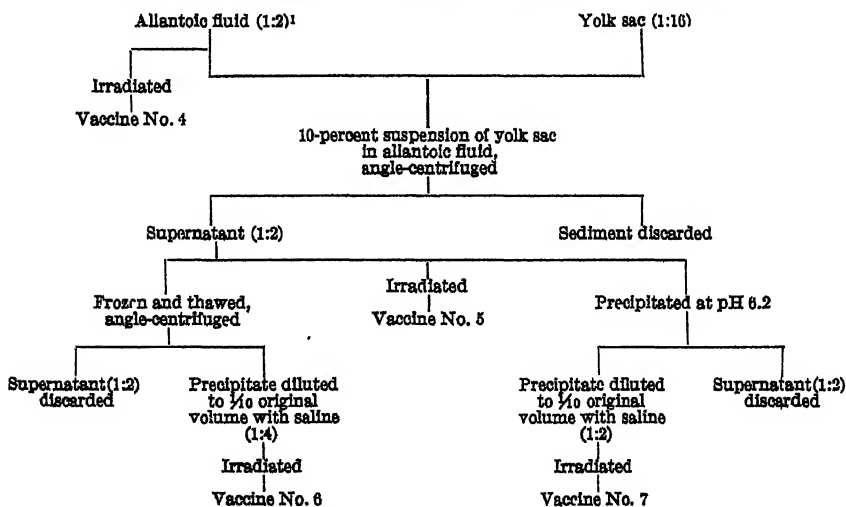 Allantoic fluid (1:2)¹
Yolk sac (1:16)
Irradiated
Vaccine No. 4
10-percent suspension of yolk sac
in allantoic fluid,
angle-centrifuged
Supernatant (1:2)
Sediment discarded
Frozen and thawed,
angle-centrifuged
Irradiated
Vaccine No. 5
Precipitated at pH 6.2
Supernatant (1:2)
discarded
Precipitate diluted
to 1/10 original
volume with saline
(1:4)
Precipitate diluted
to 1/10 original
volume with saline
(1:2)
Supernatant (1:2)
discarded
Irradiated
Vaccine No. 6
Irradiated
Vaccine No. 7